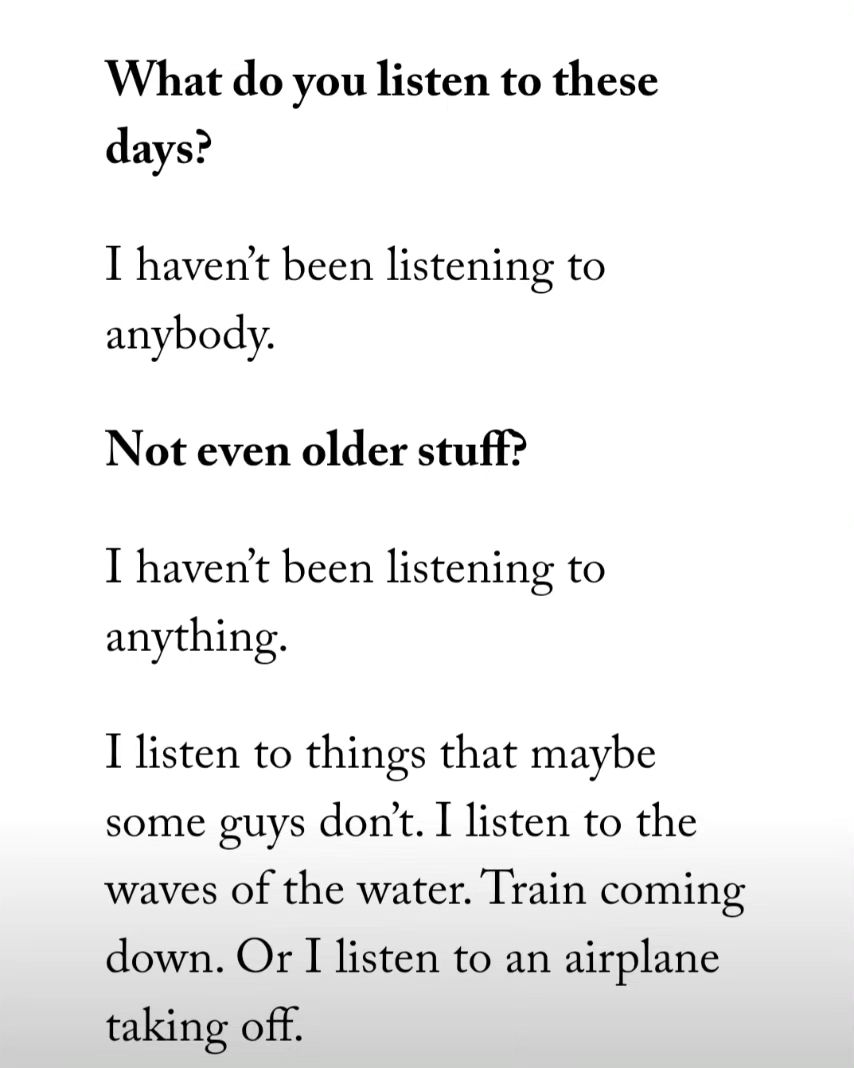 What do you listen to these
days?
I haven’t been listening to
anybody.
Not even older stuff?
I haven’t been listening to
anything.
I listen to things that maybe
some guys don’t. I listen to the
waves of the water. Train coming
down. Or I listen to an airplane
taking off.